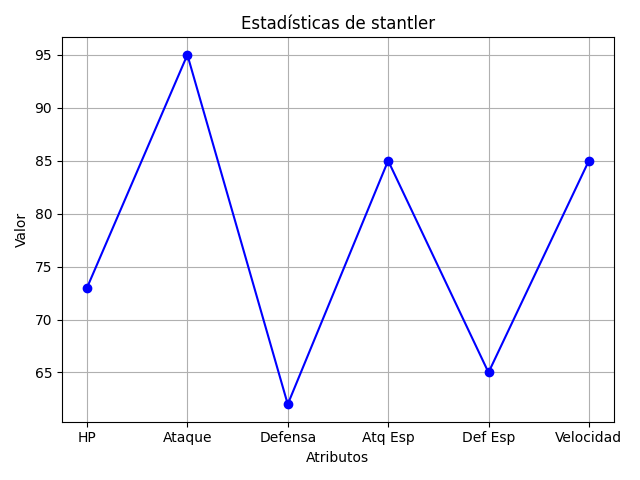 Estadísticas de stantler
95
90
85
80
75
70
65
Valor
HP Ataque Defensa Atq Esp Def Esp Velocidad
Atributos